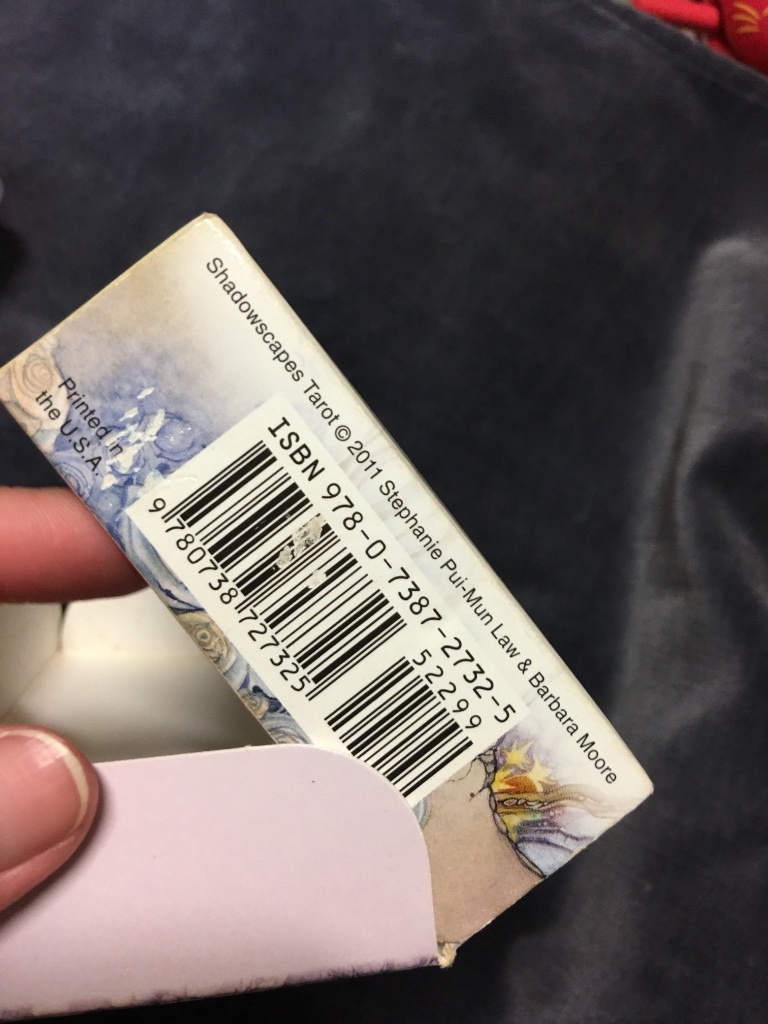 Shadowscapes Tarot © 2011 Stephanie Pui-Mun Law & Barbara Moore
Printed in
the U.S.A.
ISBN 978-0-7387-2732-5
52299
9 780738 727325